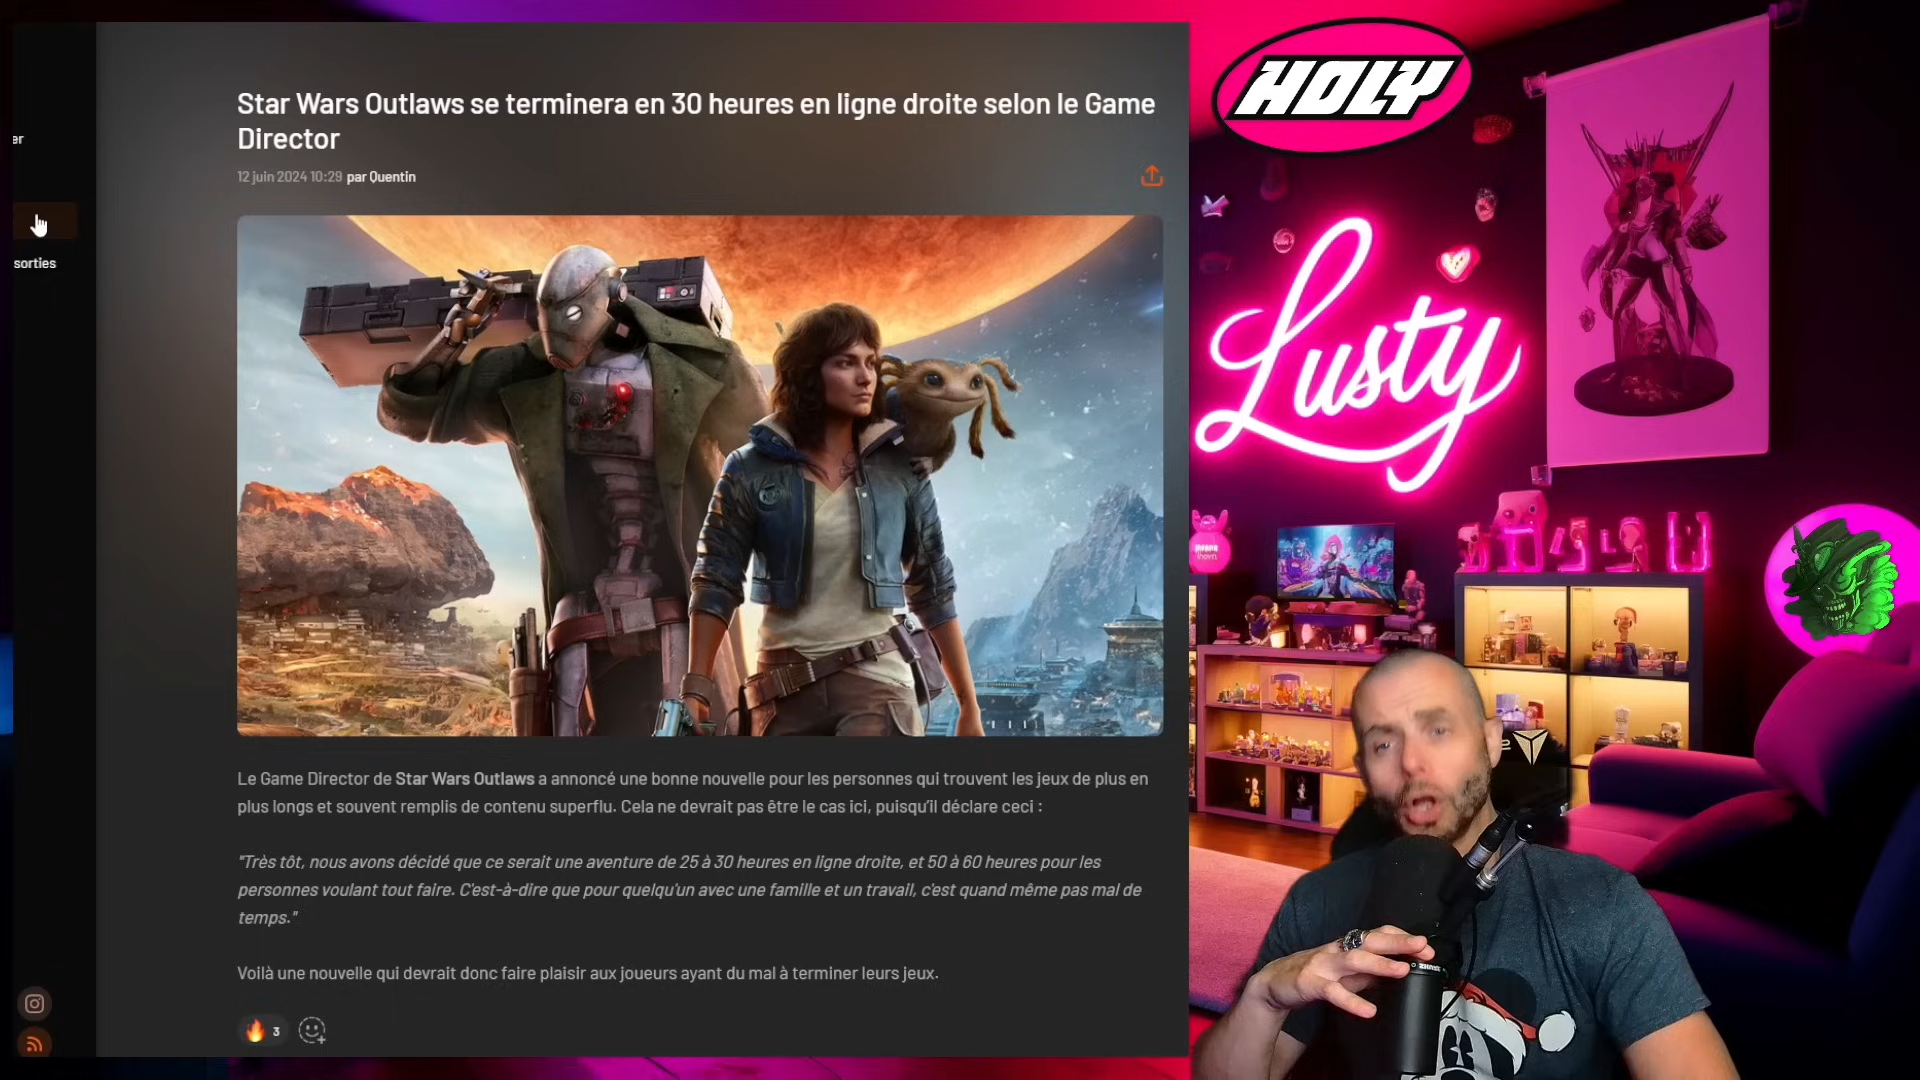 Star Wars Outlaws se terminera en 30 heures en ligne droite selon le Game
Director
12 juin 2024 10:29 par Quentin
er
sorties
Le Game Director de Star Wars Outlaws a annoncé une bonne nouvelle pour les personnes qui trouvent les jeux de plus en
plus longs et souvent remplis de contenu superflu. Cela ne devrait pas être le cas ici, puisqu'il déclare ceci :
"Très tôt, nous avons décidé que ce serait une aventure de 25 à 30 heures en ligne droite, et 50 à 60 heures pour les
personnes voulant tout faire. C'est-à-dire que pour quelqu'un avec une famille et un travail, c'est quand même pas mal de
temps."
Voilà une nouvelle qui devrait donc faire plaisir aux joueurs ayant du mal à terminer leurs jeux.
3
HOLY
Lusty